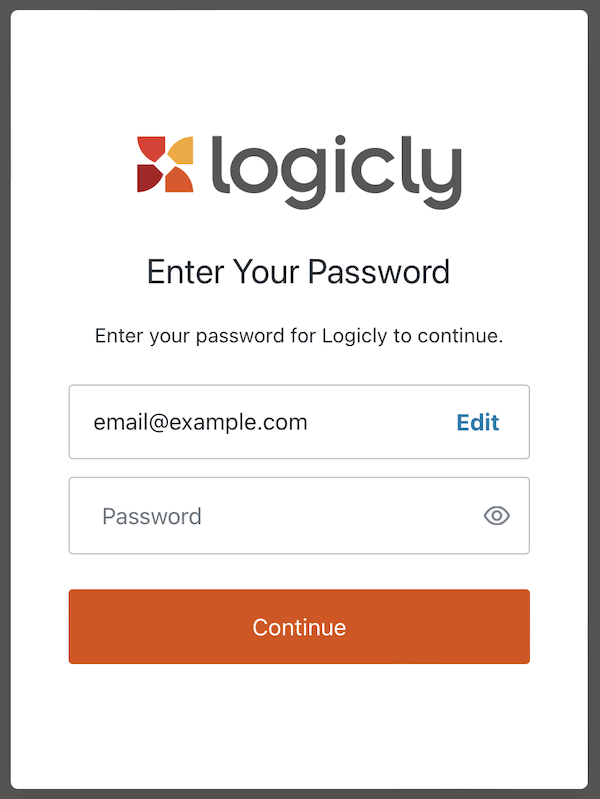 logicly
Enter Your Password
Enter your password for Logicly to continue.
email@example.com Edit
Password
Continue